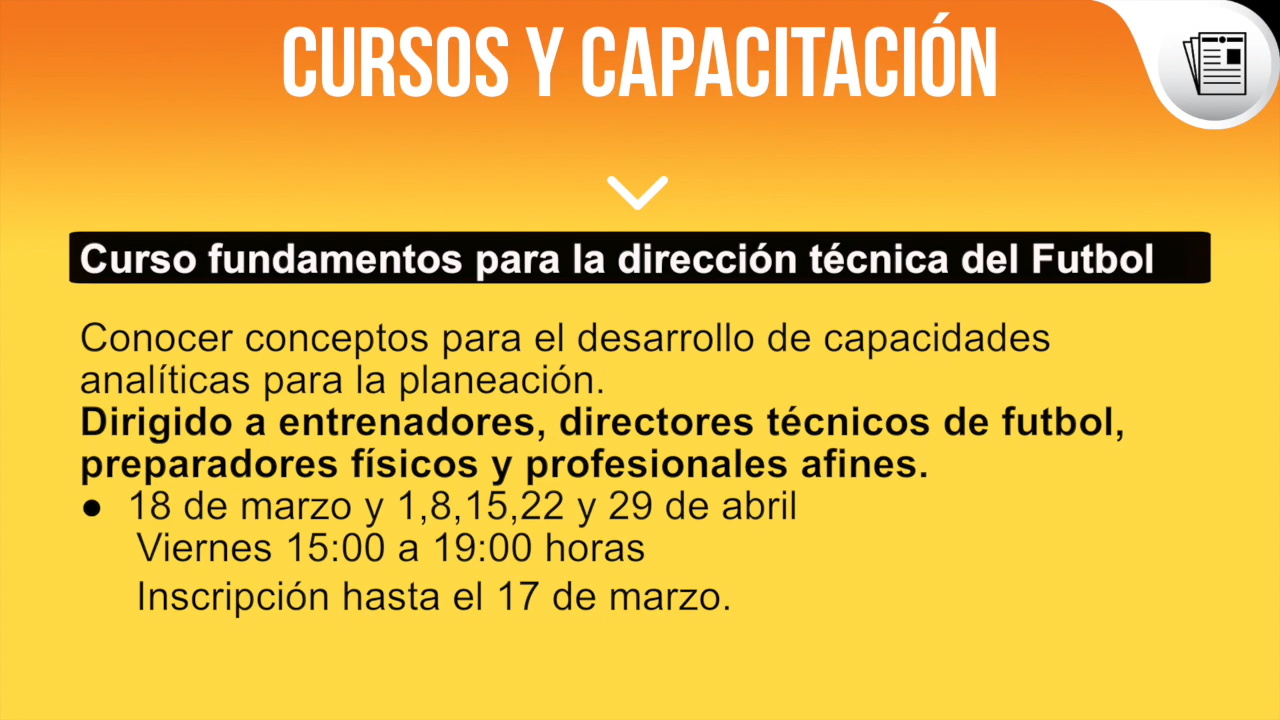 CURSOS Y CAPACITACIÓN
Curso fundamentos para la dirección técnica del Futbol
Conocer conceptos para el desarrollo de capacidades
analíticas para la planeación.
Dirigido a entrenadores, directores técnicos de futbol,
preparadores físicos y profesionales afines.
● 18 de marzo y 1,8,15,22 y 29 de abril
Viernes 15:00 a 19:00 horas
Inscripción hasta el 17 de marzo.